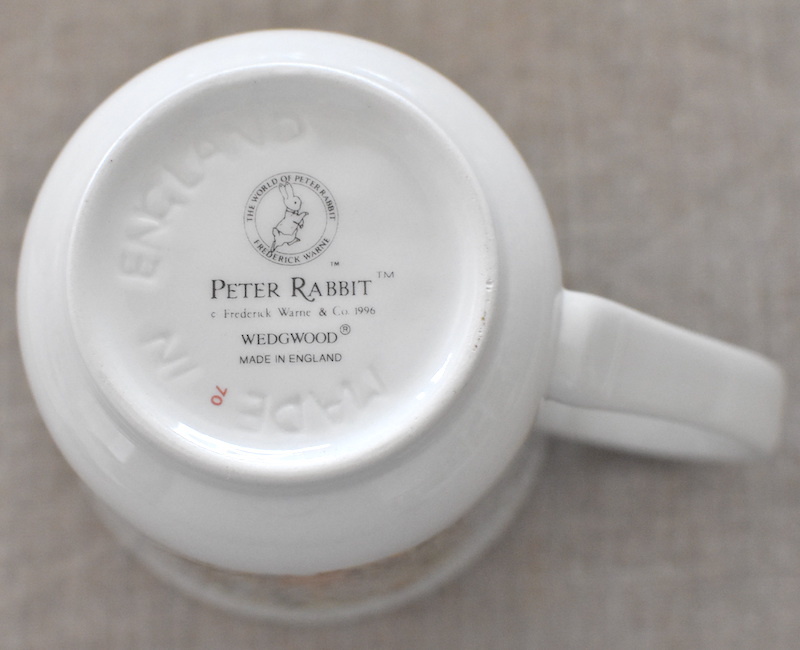 THE WORLD OF PETER RABBIT
FREDERICK WARNE
™
PETER RABBIT™
c Frederick Warne & Co. 1996
WEDGWOOD®
MADE IN ENGLAND
70
MADE IN ENGLAND